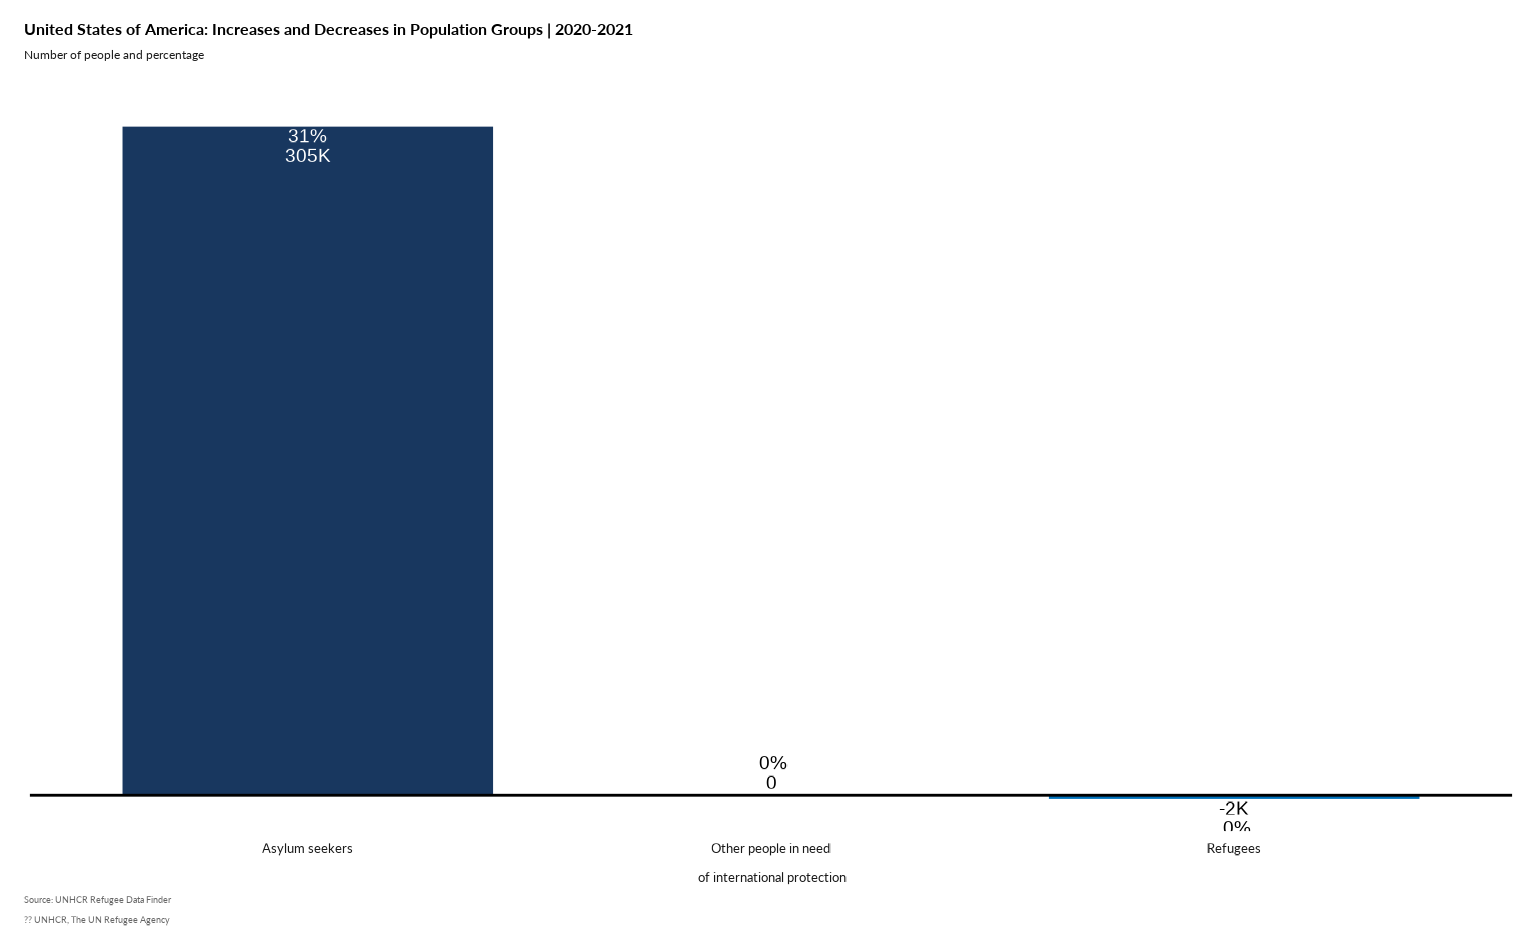 United States of America: Increases and Decreases in Population Groups | 2020-2021
Number of people and percentage
31%
305K
0%
0
-2K
0%
Asylum seekers
Other people in need
of international protection
Refugees
Source: UNHCR Refugee Data Finder
?? UNHCR, The UN Refugee Agency